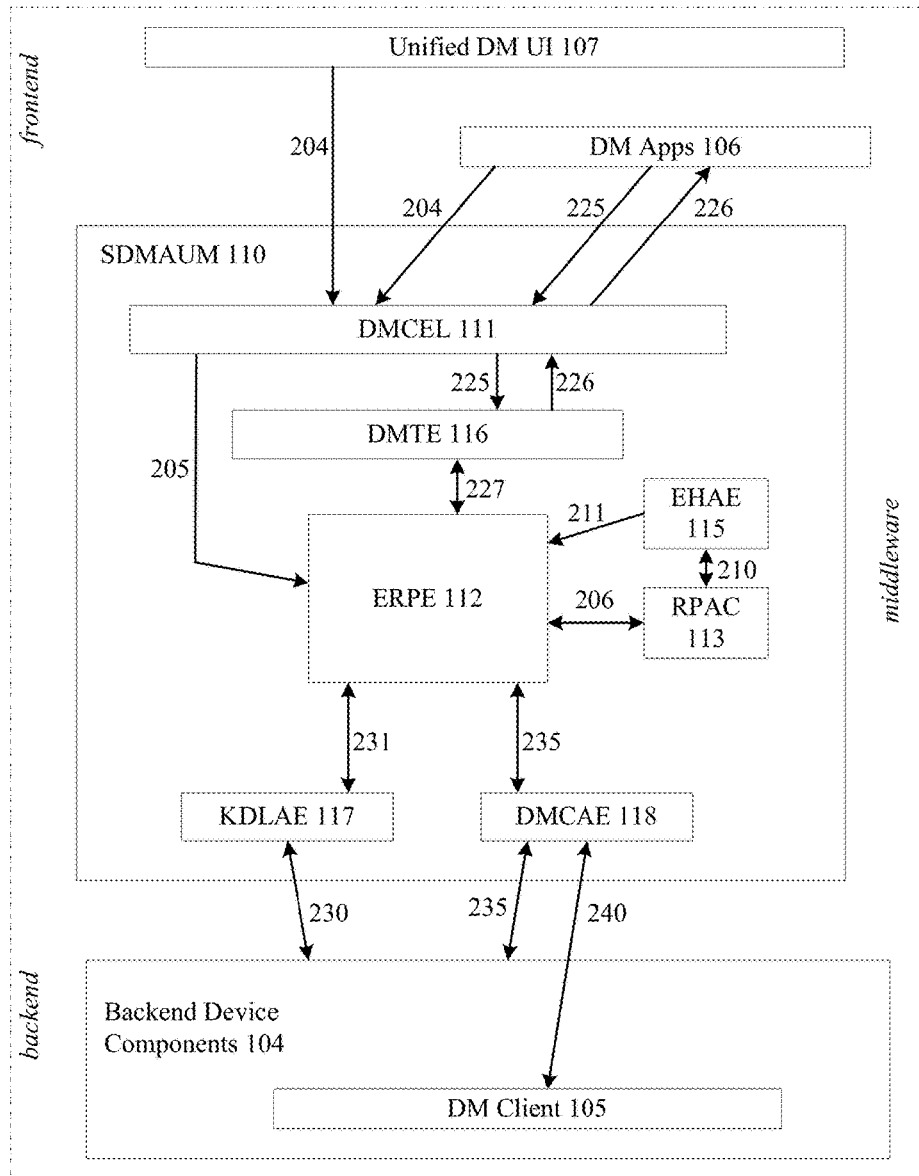 Unified DM UI 107
frontend
204
DM Apps 106
204
225
226
SDMAUM 110
DMCEL 111
225
226
DMTE 116
205
227
EHAE
115
211
210
ERPE 112
206
RPAC
113
middleware
231
235
KDLAE 117
DMCAE 118
230
235
240
backend
Backend Device
Components 104
DM Client 105